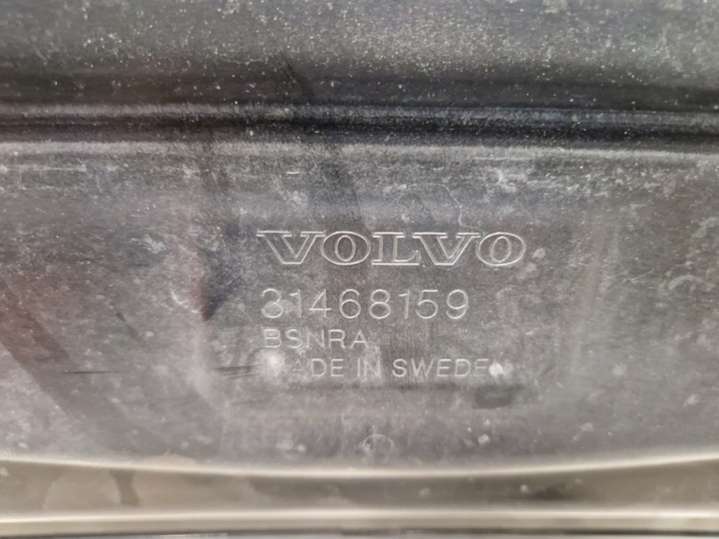 VOLVO
31468159
BSNRA
MADE IN SWEDEN